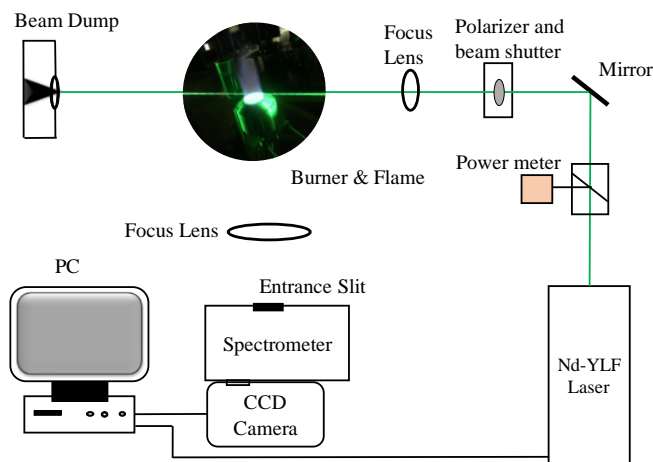 Beam Dump
Focus
Lens
Polarizer and
beam shutter
Mirror
Burner & Flame
Power meter
Focus Lens
PC
Entrance Slit
Spectrometer
CCD
Camera
Nd-YLF
Laser